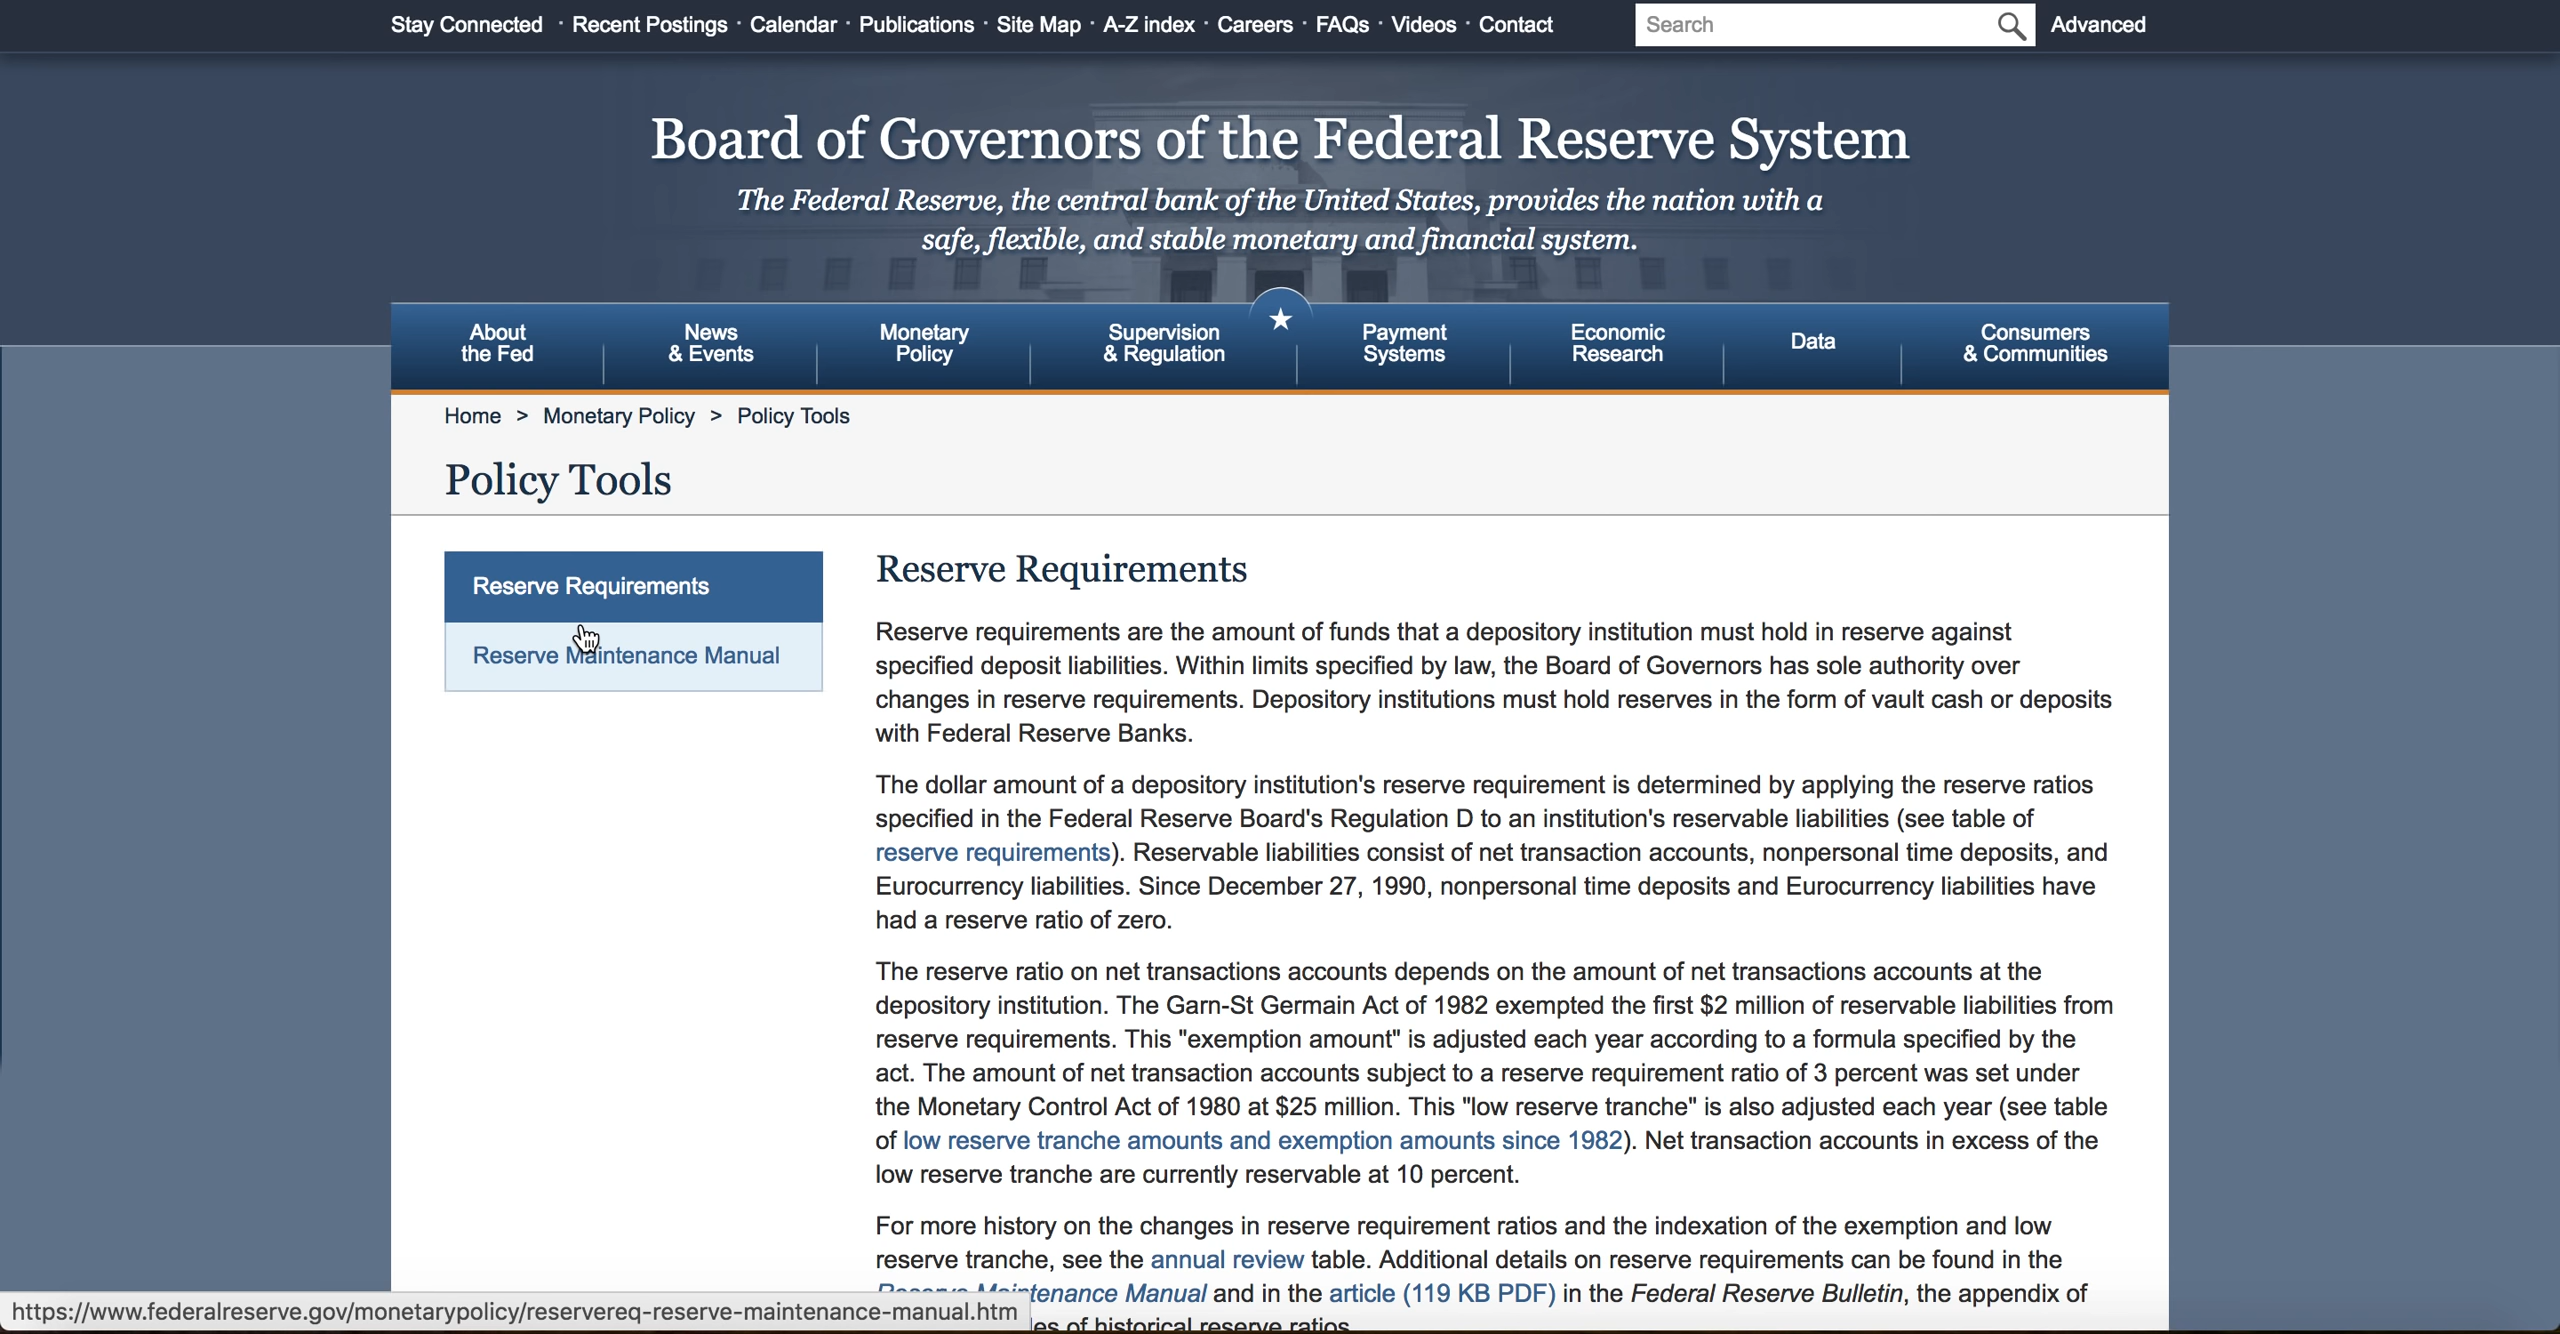 Stay Connected · Recent Postings · Calendar · Publications · Site Map · A-Z index · Careers · FAQs · Videos · Contact
Search
Advanced
Board of Governors of the Federal Reserve System
The Federal Reserve, the central bank of the United States, provides the nation with a
safe, flexible, and stable monetary and financial system.
About
the Fed
News
& Events
Monetary
Policy
Supervision
& Regulation
Payment
Systems
Economic
Research
Data
Consumers
& Communities
Home > Monetary Policy > Policy Tools
Policy Tools
Reserve Requirements
Reserve Maintenance Manual
Reserve Requirements
Reserve requirements are the amount of funds that a depository institution must hold in reserve against
specified deposit liabilities. Within limits specified by law, the Board of Governors has sole authority over
changes in reserve requirements. Depository institutions must hold reserves in the form of vault cash or deposits
with Federal Reserve Banks.
The dollar amount of a depository institution's reserve requirement is determined by applying the reserve ratios
specified in the Federal Reserve Board's Regulation D to an institution's reservable liabilities (see table of
reserve requirements). Reservable liabilities consist of net transaction accounts, nonpersonal time deposits, and
Eurocurrency liabilities. Since December 27, 1990, nonpersonal time deposits and Eurocurrency liabilities have
had a reserve ratio of zero.
The reserve ratio on net transactions accounts depends on the amount of net transactions accounts at the
depository institution. The Garn-St Germain Act of 1982 exempted the first $2 million of reservable liabilities from
reserve requirements. This "exemption amount" is adjusted each year according to a formula specified by the
act. The amount of net transaction accounts subject to a reserve requirement ratio of 3 percent was set under
the Monetary Control Act of 1980 at $25 million. This "low reserve tranche" is also adjusted each year (see table
of low reserve tranche amounts and exemption amounts since 1982). Net transaction accounts in excess of the
low reserve tranche are currently reservable at 10 percent.
For more history on the changes in reserve requirement ratios and the indexation of the exemption and low
reserve tranche, see the annual review table. Additional details on reserve requirements can be found in the
Reserve Maintenance Manual and in the article (119 KB PDF) in the Federal Reserve Bulletin, the appendix of
of historical reserve ratios.
https://www.federalreserve.gov/monetarypolicy/reservereq-reserve-maintenance-manual.htm